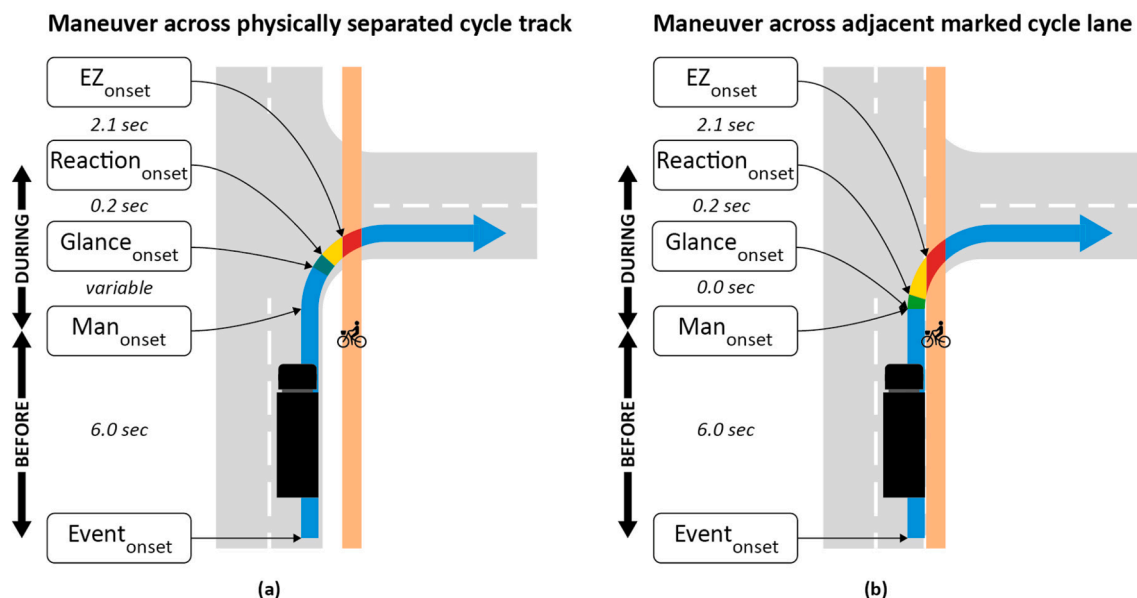 Maneuver across physically separated cycle track
EZonset
2.1 sec
Reactiononset
0.2 sec
Glanceonset
variable
Manonset
6.0 sec
Eventonset
DURING
BEFORE
(a)
Maneuver across adjacent marked cycle lane
EZonset
2.1 sec
Reactiononset
0.2 sec
Glanceonset
0.0 sec
Manonset
6.0 sec
Eventonset
DURING
BEFORE
(b)